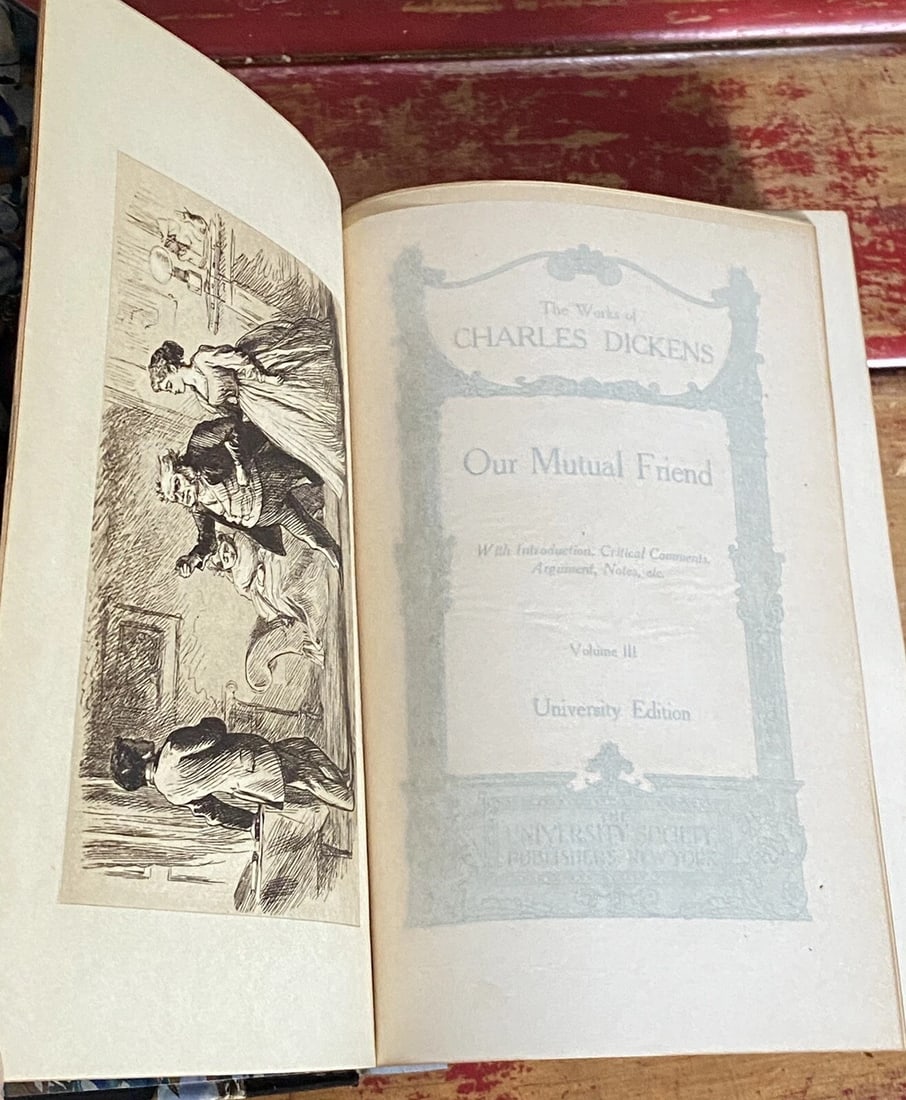 The Works of
CHARLES DICKENS
Our Mutual Friend
With Introduction, Critical Comments,
Argument, Notes, etc.
Volume III
University Edition
THE
UNIVERSITY SOCIETY
PUBLISHERS NEW YORK